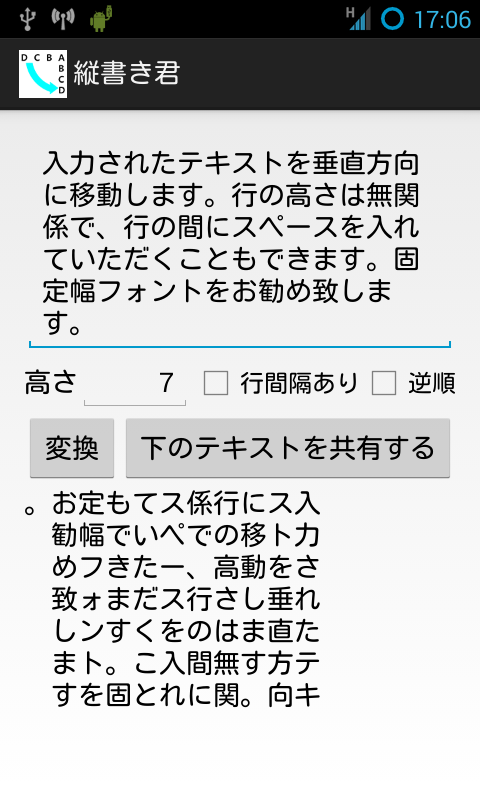 H
17:06
D C B A
B
C
D
縦書き君
入力されたテキストを垂直方向
に移動します。行の高さは無関
係で、行の間にスペースを入れ
ていただくこともできます。固
定幅フォントをお勧め致しま
す。
高さ 7 行間隔あり 逆順
変換 下のテキストを共有する
。お定もてス係行にス入
勧幅でいぺでの移ト力
めフきたー、高動をさ
致ォまだス行さし垂れ
しンすくをのはま直た
まト。こ入間無す方テ
すを固とれに関。向キ